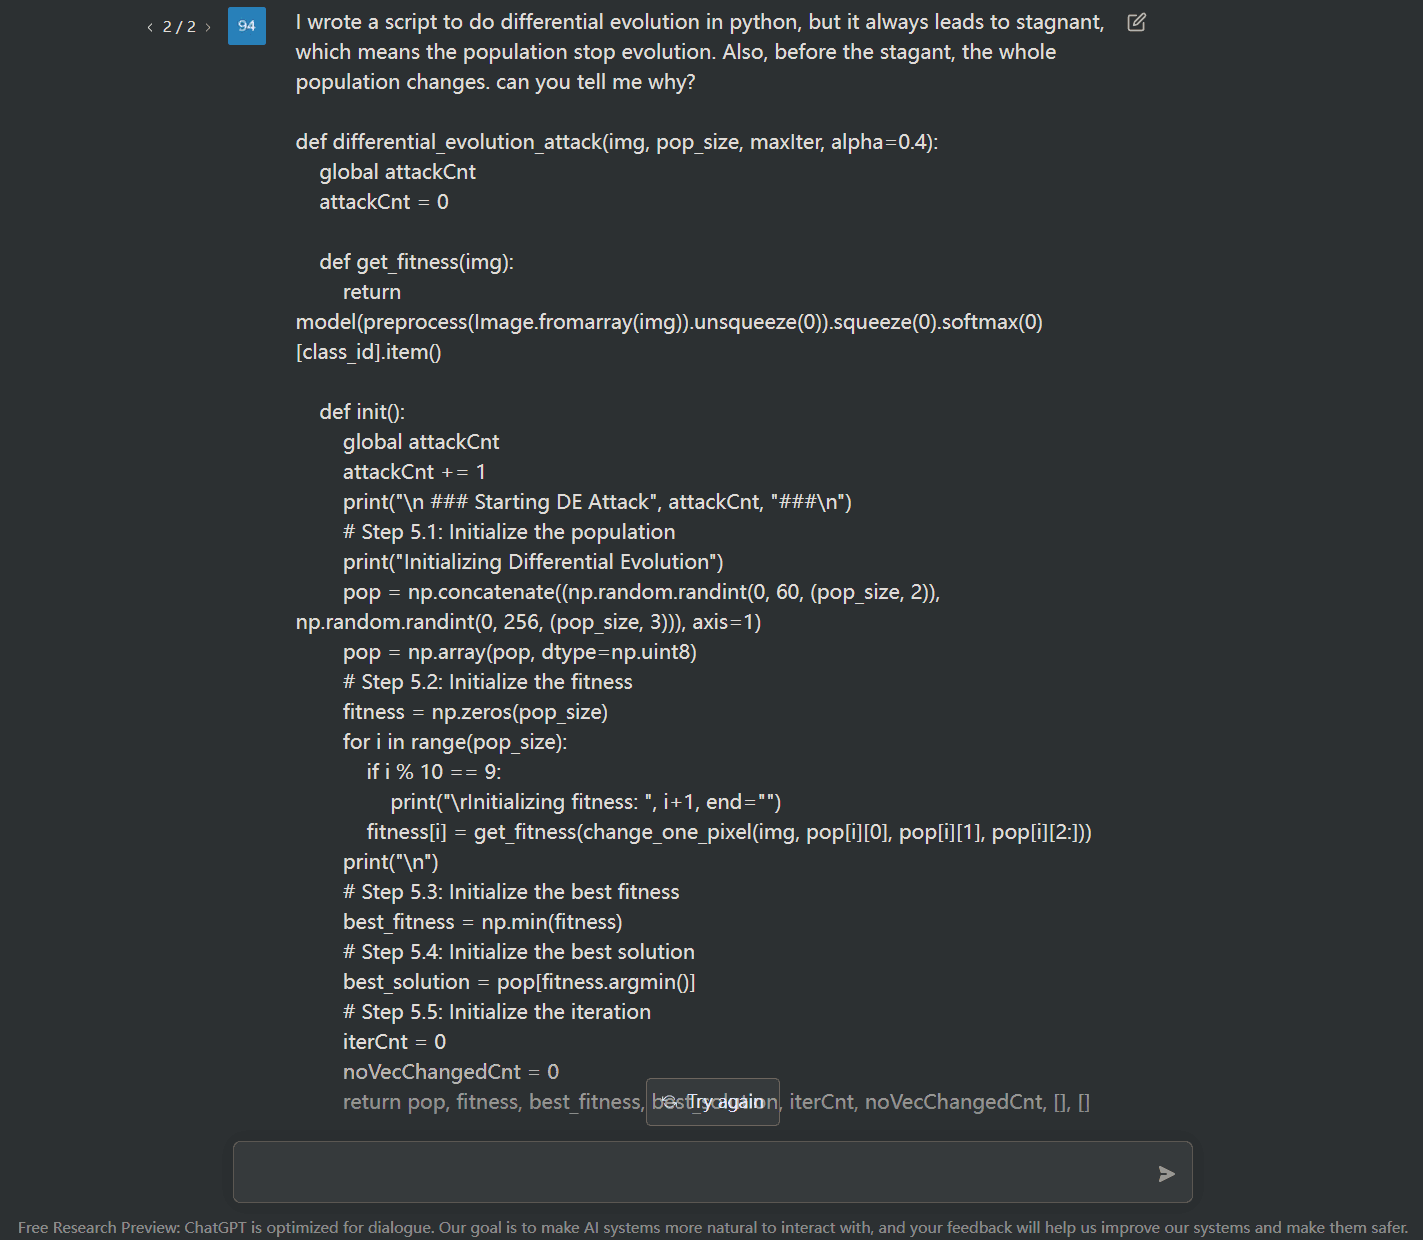 < 2 / 2 >
94
I wrote a script to do differential evolution in python, but it always leads to stagnant,
which means the population stop evolution. Also, before the stagant, the whole
population changes. can you tell me why?
def differential_evolution_attack(img, pop_size, maxIter, alpha=0.4):
global attackCnt
attackCnt = 0
def get_fitness(img):
return
model(preprocess(Image.fromarray(img)).unsqueeze(0)).squeeze(0).softmax(0)
[class_id].item()
def init():
global attackCnt
attackCnt += 1
print("\n ### Starting DE Attack", attackCnt, "###\n")
# Step 5.1: Initialize the population
print("Initializing Differential Evolution")
pop = np.concatenate((np.random.randint(0, 60, (pop_size, 2)),
np.random.randint(0, 256, (pop_size, 3))), axis=1)
pop = np.array(pop, dtype=np.uint8)
# Step 5.2: Initialize the fitness
fitness = np.zeros(pop_size)
for i in range(pop_size):
if i % 10 == 9:
print("\rInitializing fitness: ", i+1, end="")
fitness[i] = get_fitness(change_one_pixel(img, pop[i][0], pop[i][1], pop[i][2:]))
print("\n")
# Step 5.3: Initialize the best fitness
best_fitness = np.min(fitness)
# Step 5.4: Initialize the best solution
best_solution = pop[fitness.argmin()]
# Step 5.5: Initialize the iteration
iterCnt = 0
noVecChangedCnt = 0
return pop, fitness, best_fitness, best_solution, iterCnt, noVecChangedCnt, [], []
Try again
Free Research Preview: ChatGPT is optimized for dialogue. Our goal is to make AI systems more natural to interact with, and your feedback will help us improve our systems and make them safer.